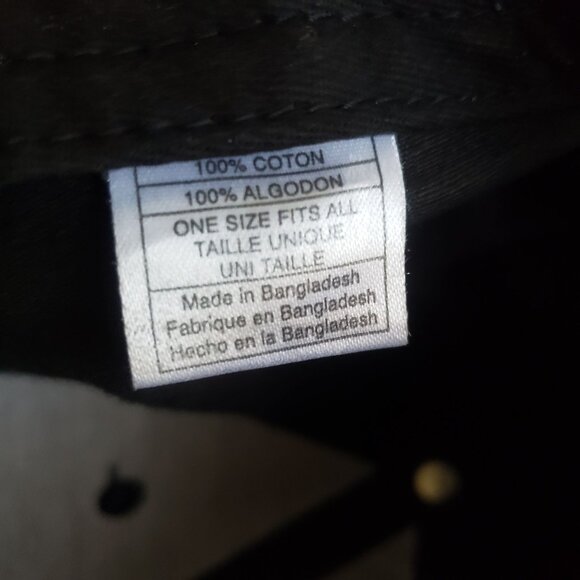 100% COTON
100% ALGODON
ONE SIZE FITS ALL
TAILLE UNIQUE
UNI TAILLE
Made in Bangladesh
Fabrique en Bangladesh
Hecho en la Bangladesh